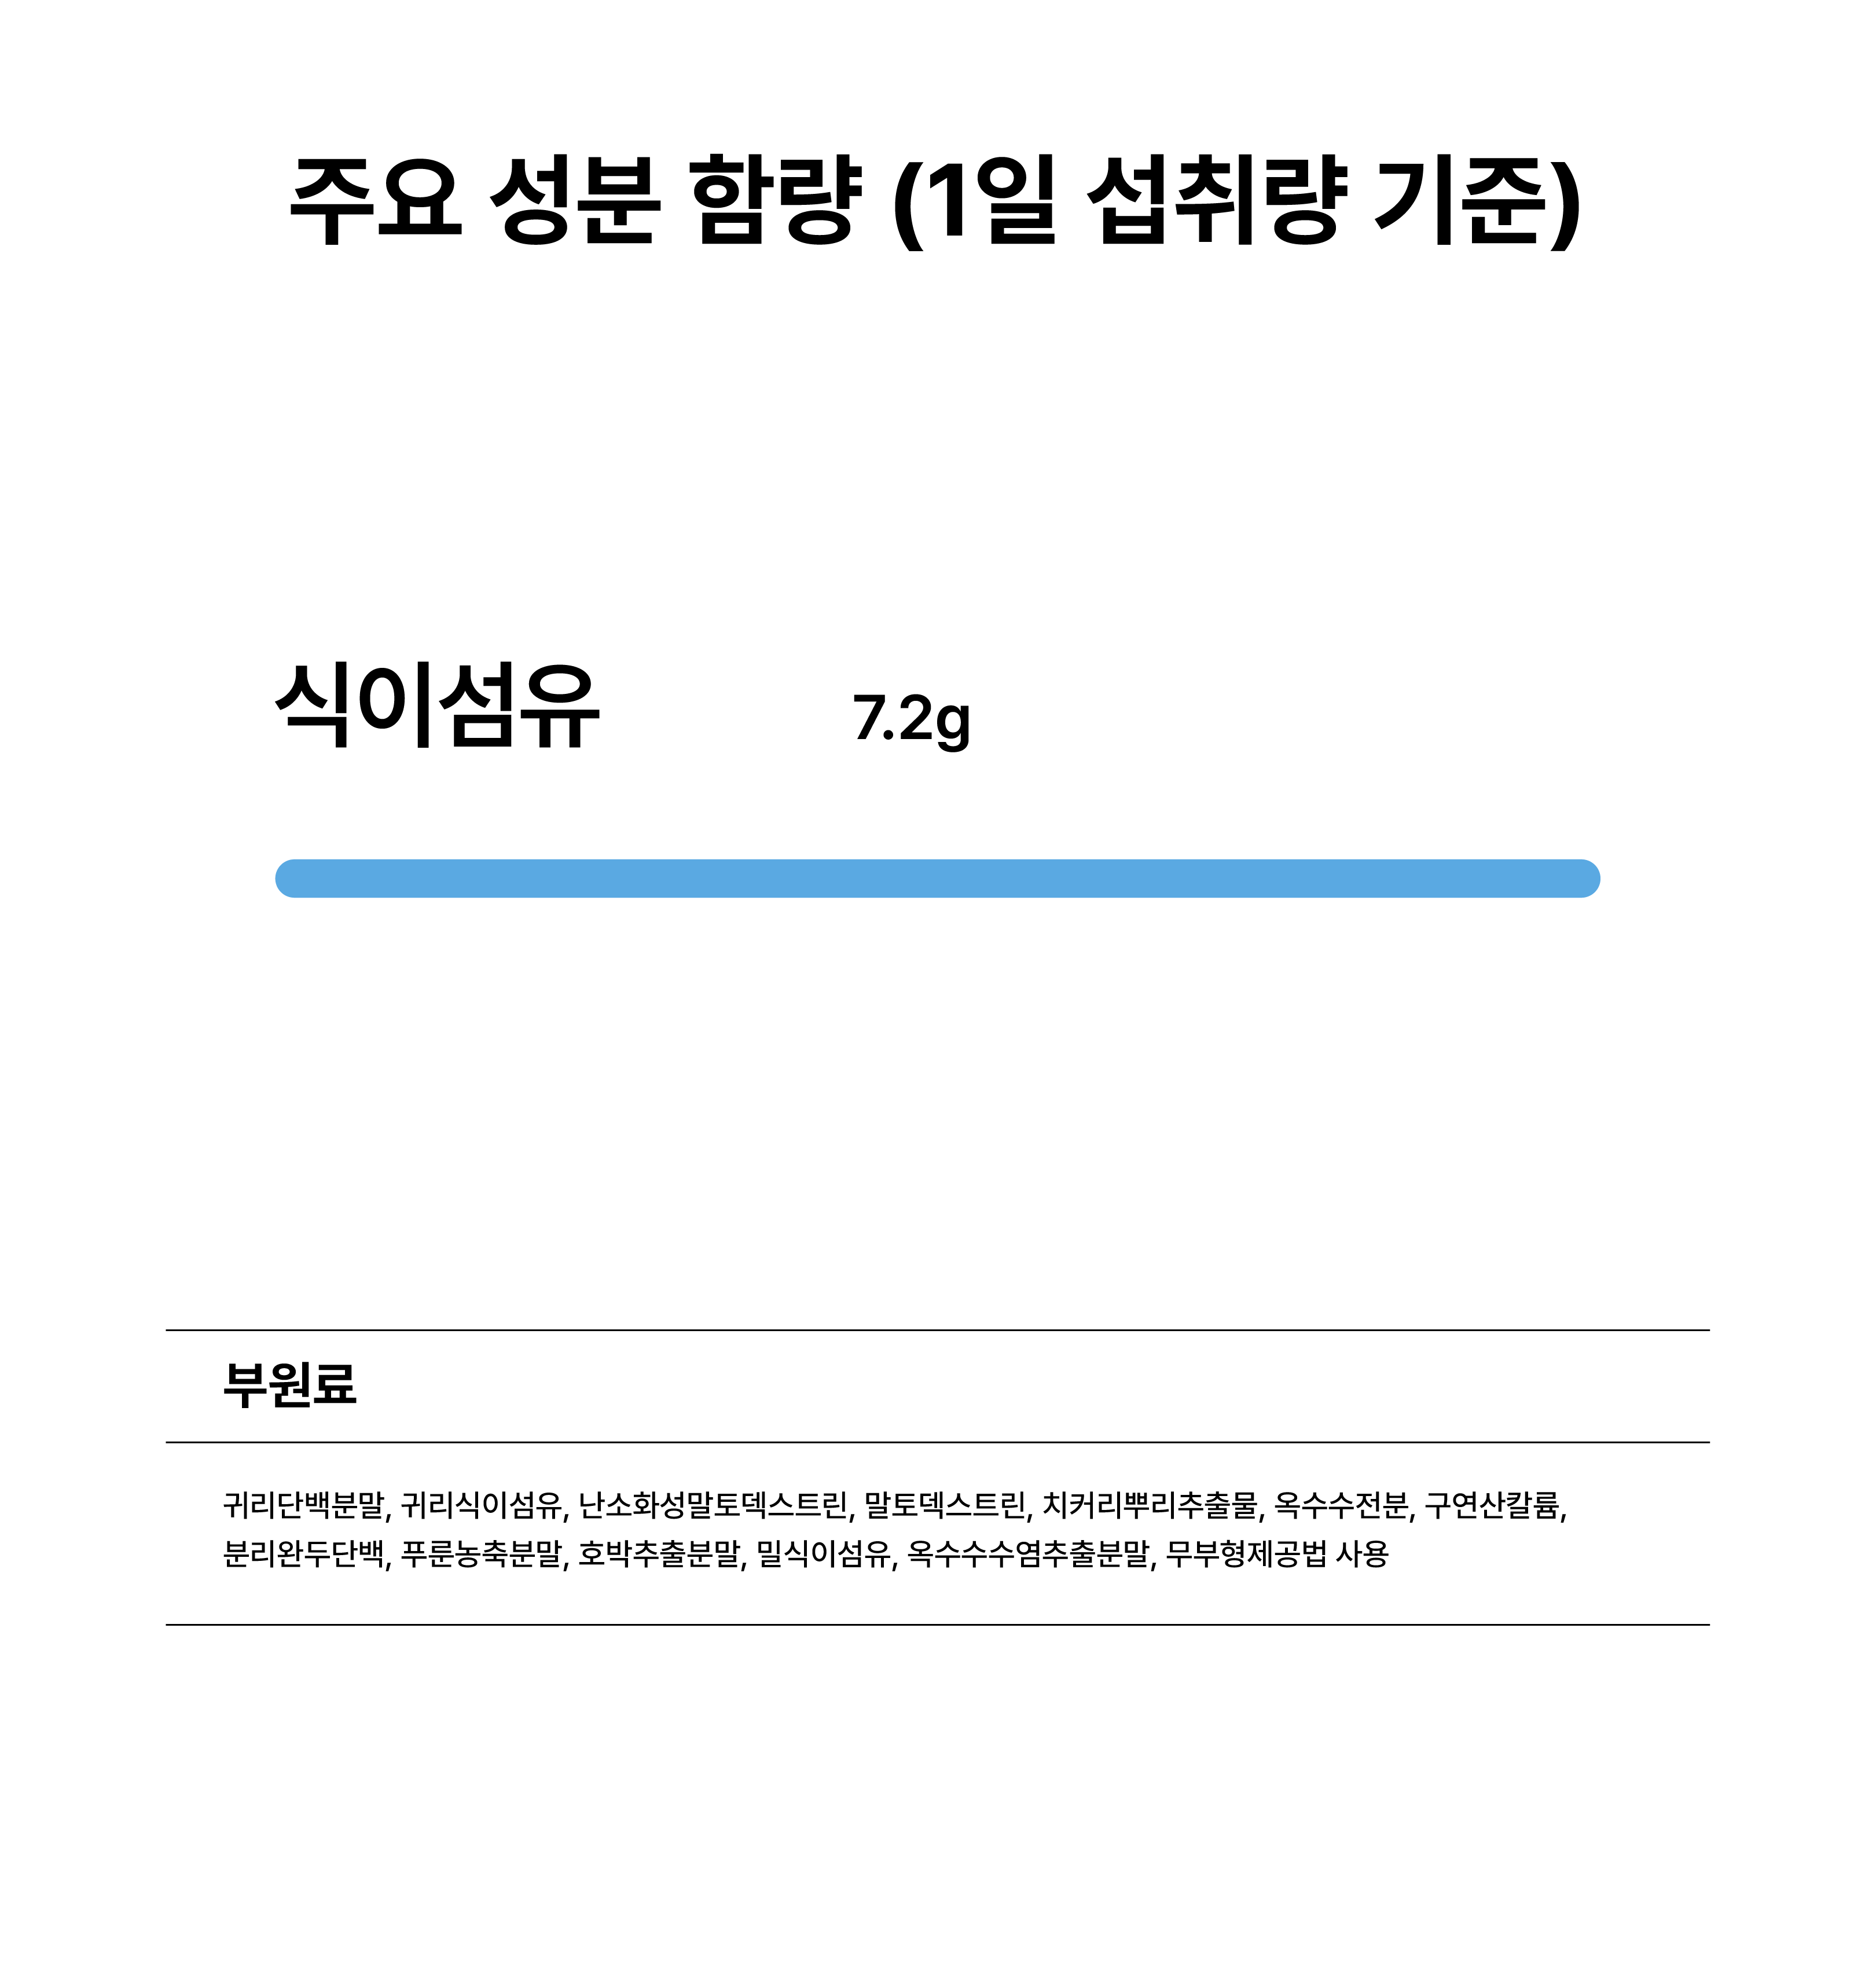 주요 성분 함량 (1일 섭취량 기준)
식이섬유 7.2g
부원료
귀리단백분말, 귀리식이섬유, 난소화성말토덱스트린, 말토덱스트린, 치커리뿌리추출물, 옥수수전분, 구연산칼륨,
분리완두단백, 푸룬농축분말, 호박추출분말, 밀식이섬유, 옥수수수염추출분말, 무부형제공법 사용